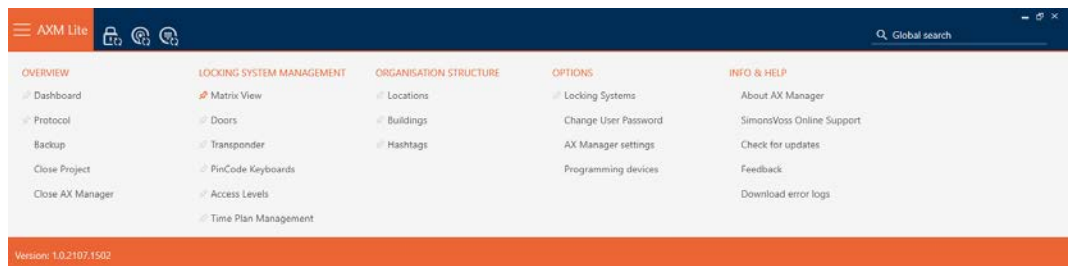 AXM Lite
Global search
OVERVIEW
Dashboard
Protocol
Backup
Close Project
Close AX Manager
LOCKING SYSTEM MANAGEMENT
Matrix View
Doors
Transponder
PinCode Keyboards
Access Levels
Time Plan Management
ORGANISATION STRUCTURE
Locations
Buildings
Hashtags
OPTIONS
Locking Systems
Change User Password
AX Manager settings
Programming devices
INFO & HELP
About AX Manager
SimonsVoss Online Support
Check for updates
Feedback
Download error logs
Version: 1.0.2107.1502